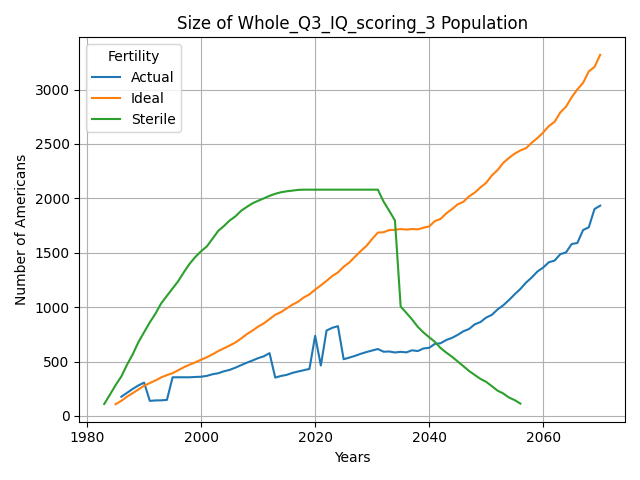 Size of Whole_Q3_IQ_scoring_3 Population
Fertility
Actual
Ideal
Sterile
Number of Americans
3000
2500
2000
1500
1000
500
0
1980
2000
2020
2040
2060
Years